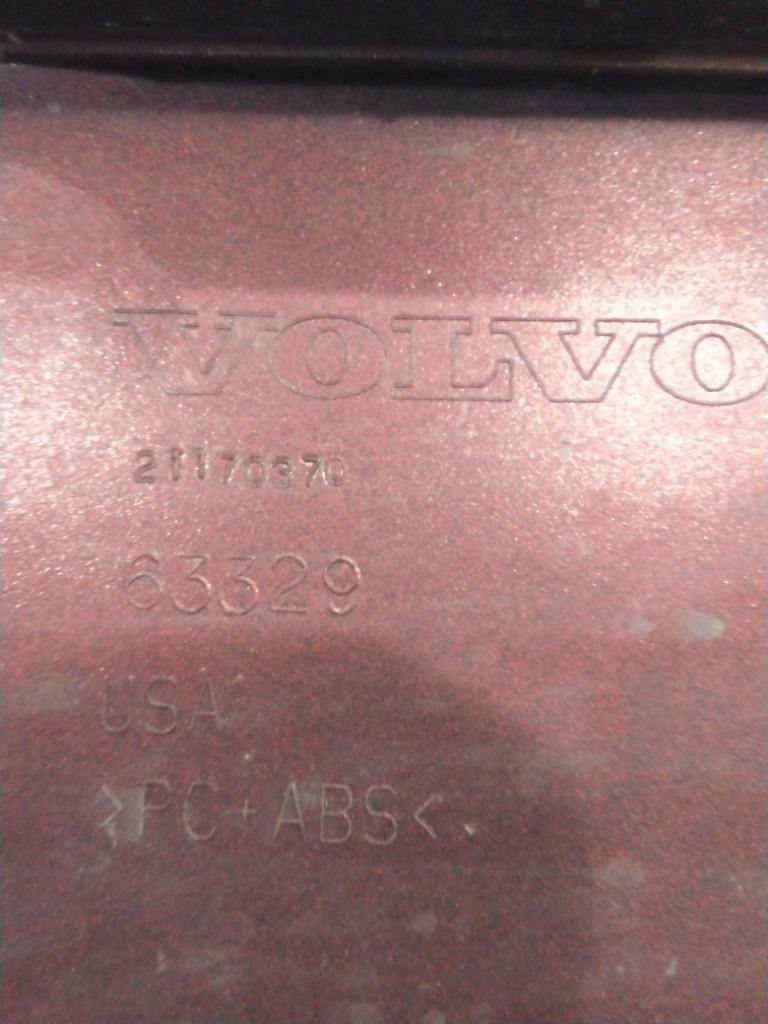 VOLVO
21170370
63329
USA
>PC+ABS<